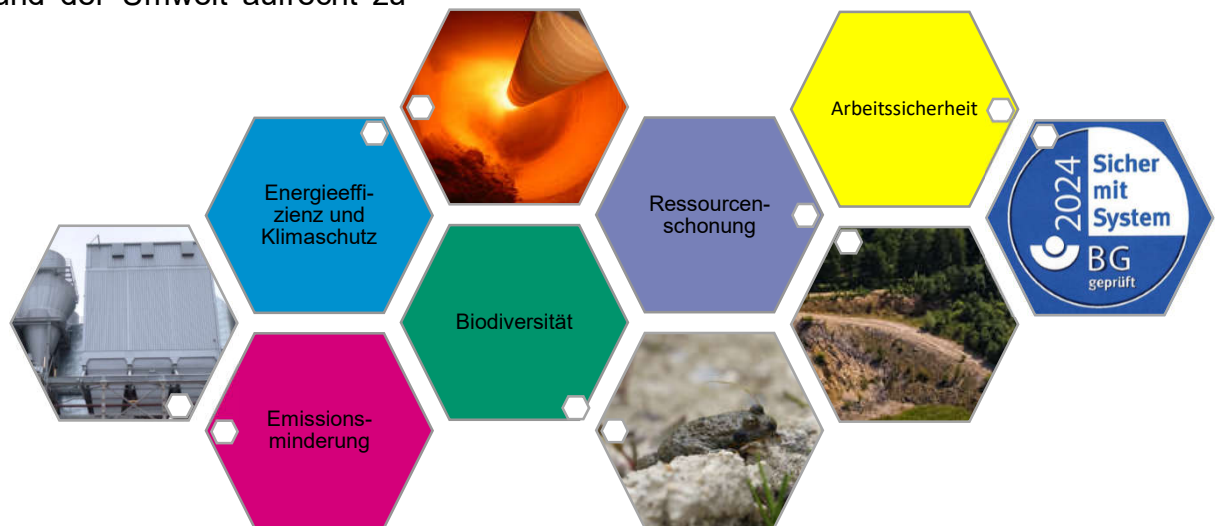 und der Umwelt aufrecht zu
Arbeitssicherheit
Energieeffi-
zienz und
Klimaschutz
Ressourcen-
schonung
2024
Sicher
mit
System
BG
geprüft
Biodiversität
Emissions-
minderung